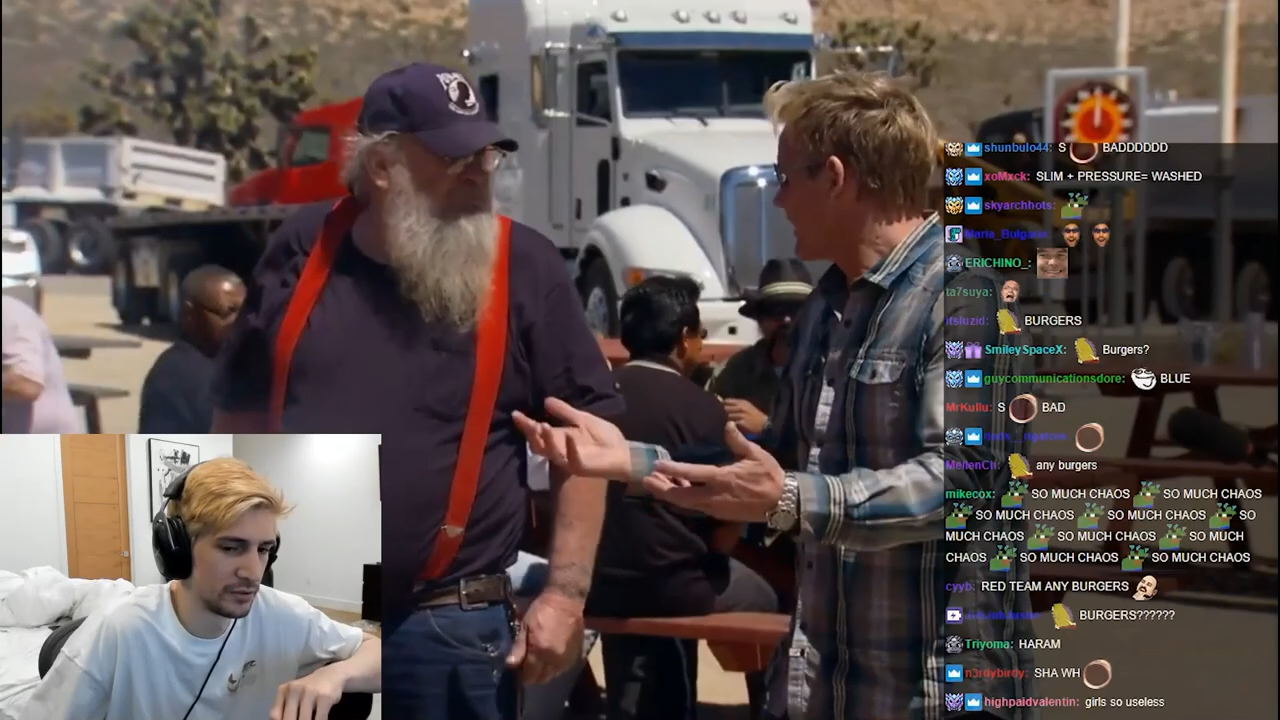 shunbulo44: S BADDDDDD
xoMxck: SLIM + PRESSURE= WASHED
skyarchhots:
Maria_Bulgaria:
ERICHINO_:
ta7suya:
itsluzid: BURGERS
SmileySpaceX: Burgers?
guycommunicationsdore: BLUE
MrKullu: S BAD
MellenCh: any burgers
mikecox: SO MUCH CHAOS SO MUCH CHAOS
SO MUCH CHAOS SO MUCH CHAOS SO
MUCH CHAOS SO MUCH CHAOS SO MUCH
CHAOS SO MUCH CHAOS SO MUCH CHAOS
cyyb: RED TEAM ANY BURGERS
BURGERS??????
Triyoma: HARAM
n3rdybirdy: SHA WH
highpaidvalentin: girls so useless